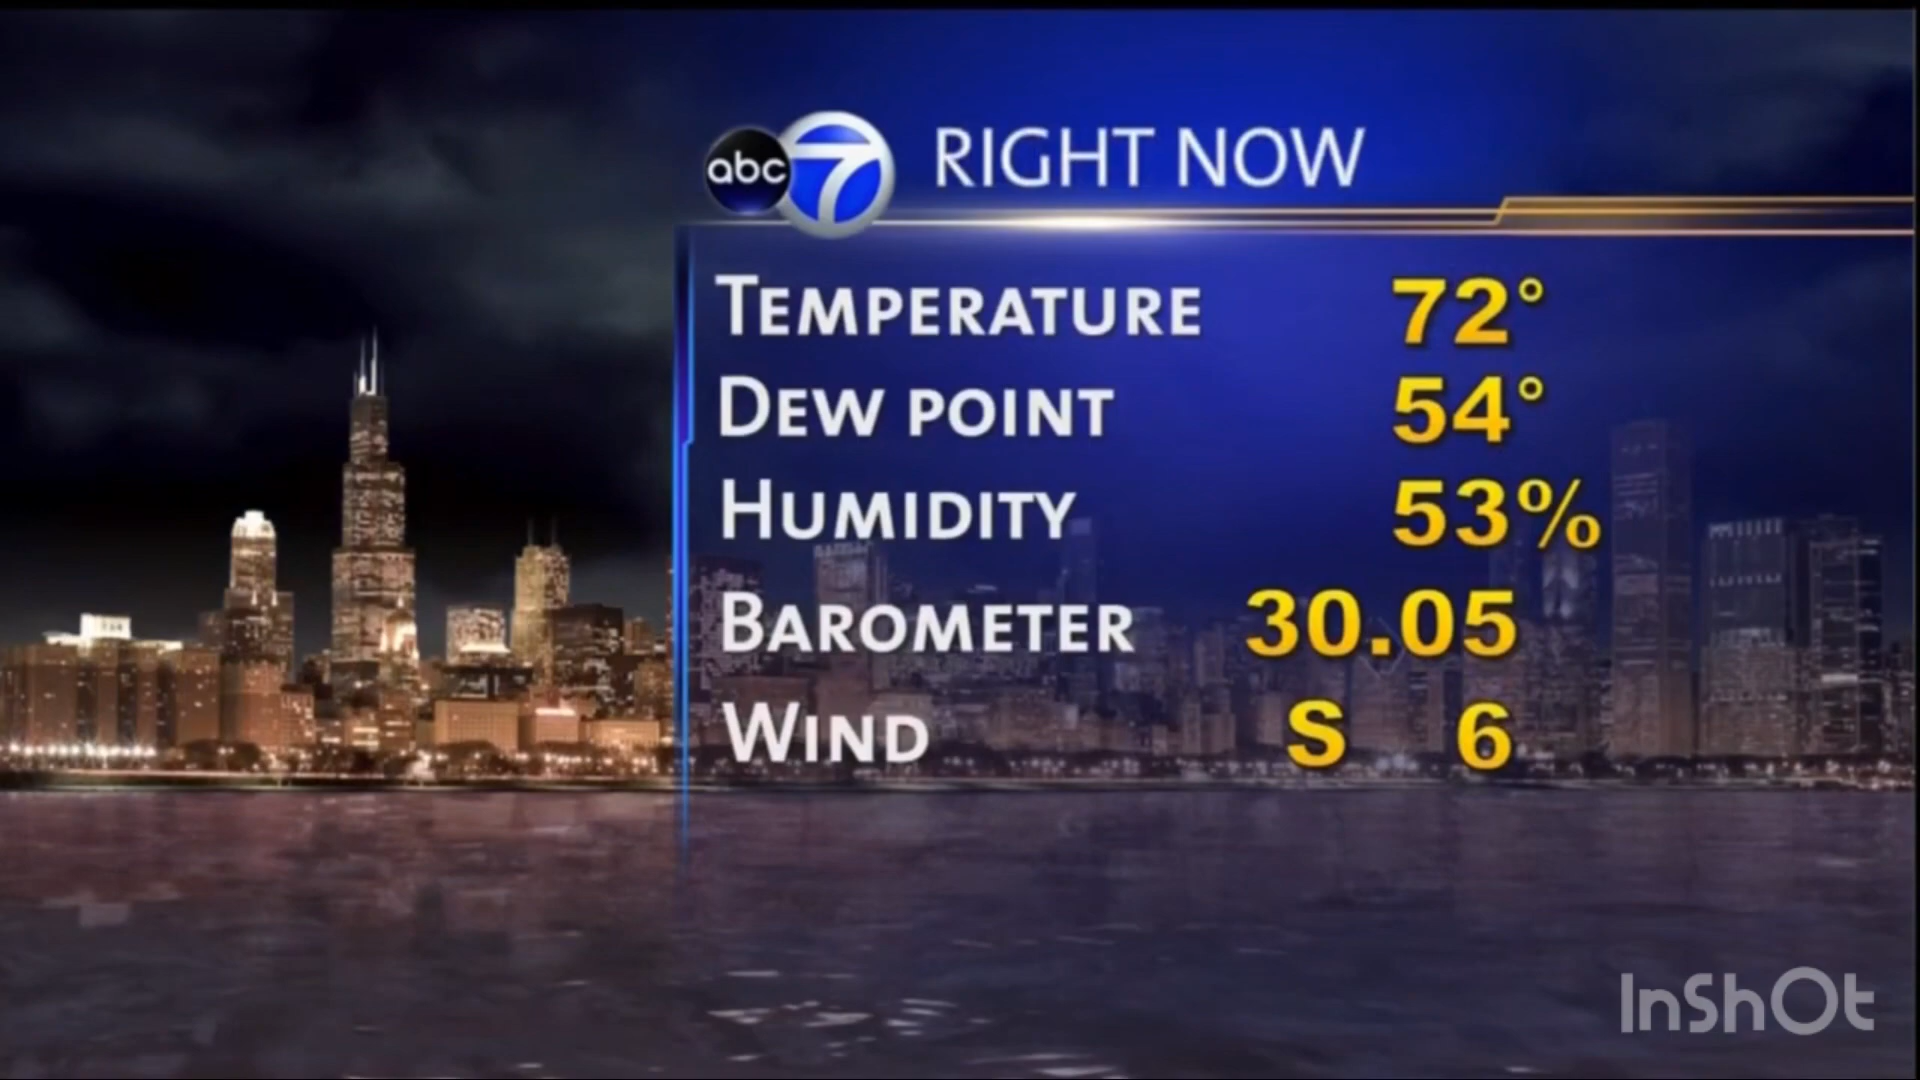 abc 7 RIGHT NOW
TEMPERATURE 72°
DEW POINT 54°
HUMIDITY 53%
BAROMETER 30.05
WIND S 6
InShOt